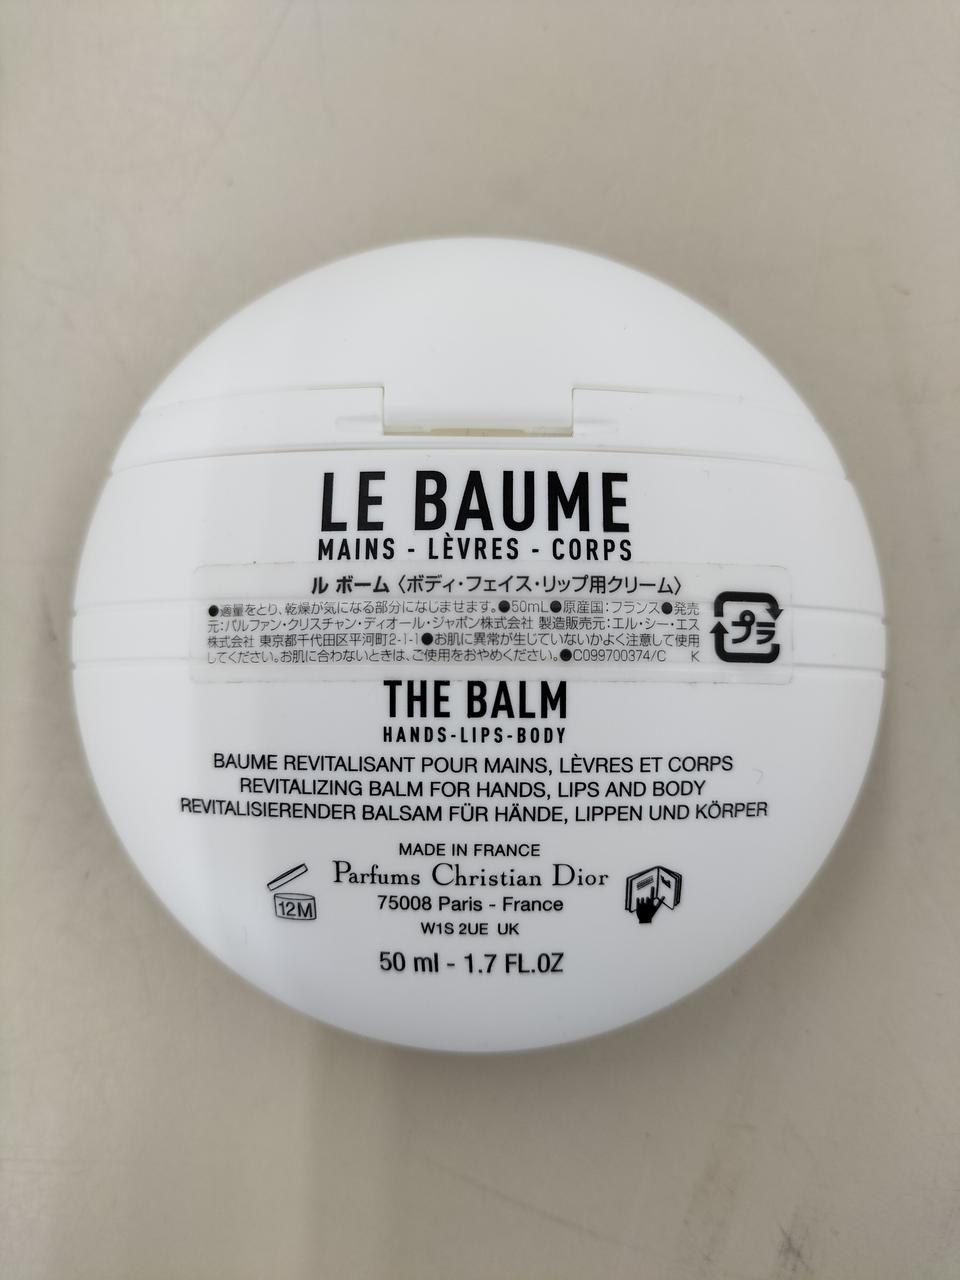 LE BAUME
MAINS - LÈVRES - CORPS
ル ボーム〈ボディ・フェイス・リップ用クリーム〉
●適量をとり、乾燥が気になる部分になじませます。●50mL●原産国：フランス●発売
元：パルファン・クリスチャン・ディオール・ジャポン株式会社 製造販売元：エル・シー・エス
株式会社 東京都千代田区平河町2-1-1●お肌に異常が生じていないかよく注意して使用
してください。お肌に合わないときは、ご使用をおやめください。●C099700374/C K
プラ
THE BALM
HANDS-LIPS-BODY
BAUME REVITALISANT POUR MAINS, LÈVRES ET CORPS
REVITALIZING BALM FOR HANDS, LIPS AND BODY
REVITALISIERENDER BALSAM FÜR HÄNDE, LIPPEN UND KÖRPER
MADE IN FRANCE
Parfums Christian Dior
12M
75008 Paris - France
W1S 2UE UK
50 ml - 1.7 FL.OZ